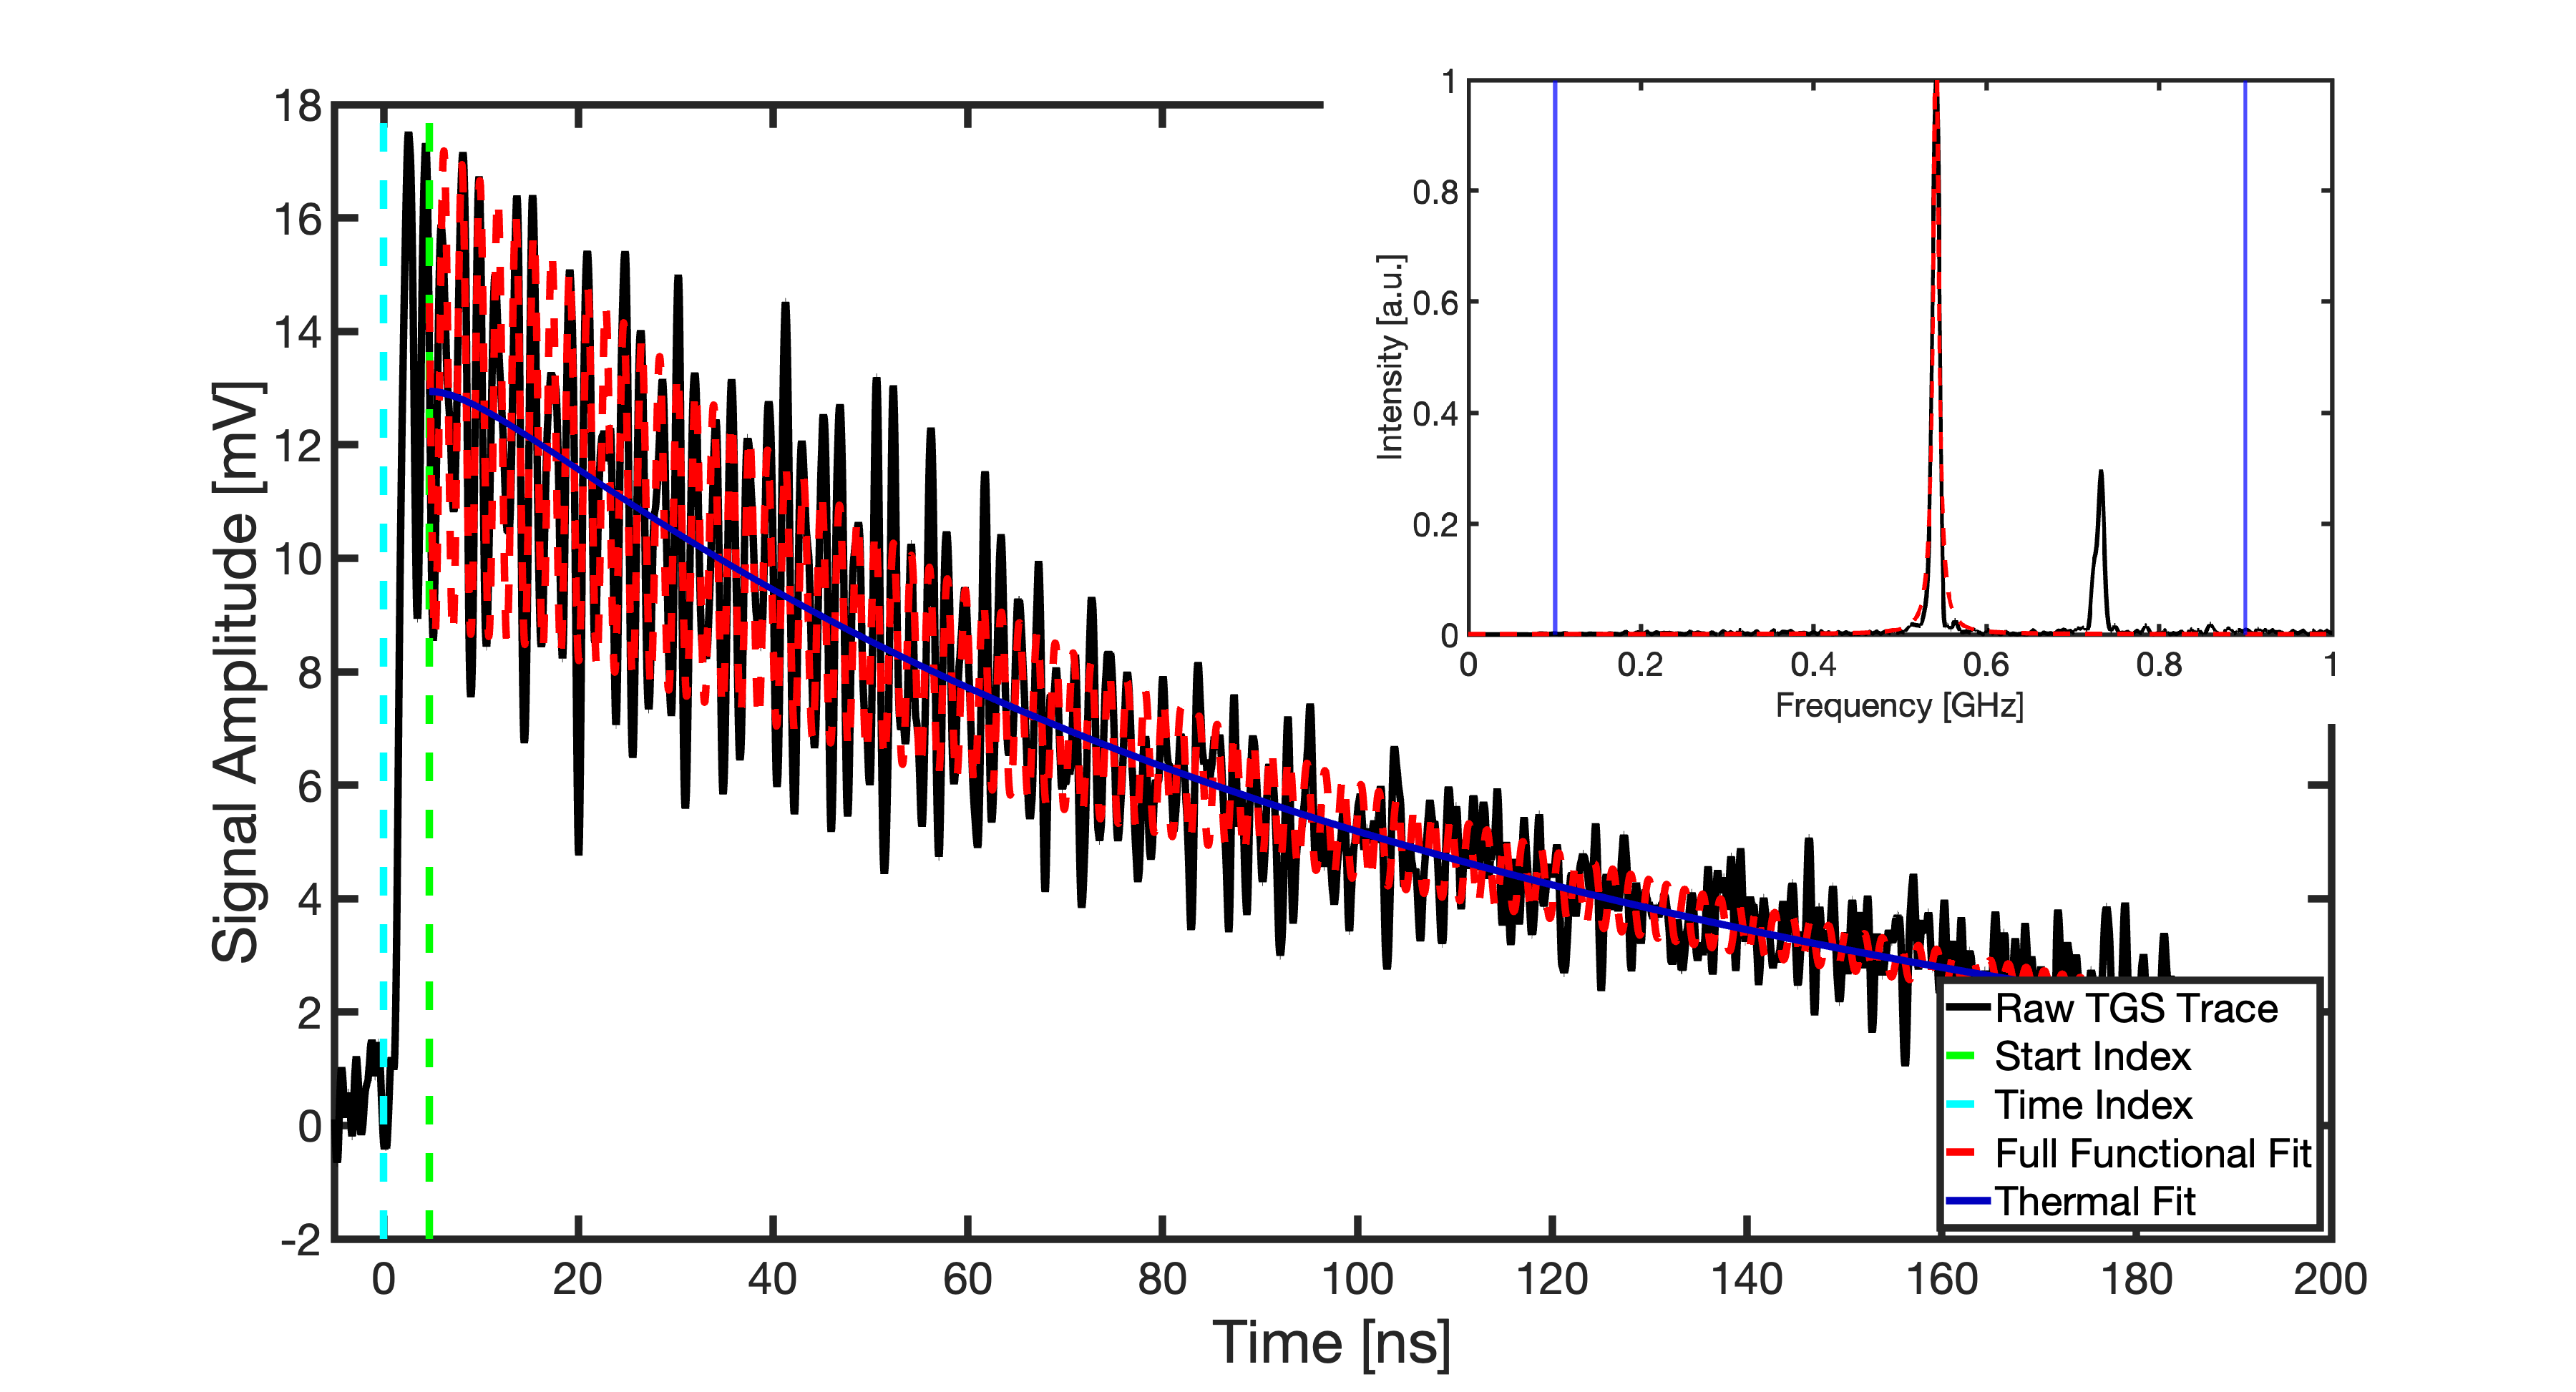 18
16
14
12
10
8
6
4
2
0
-2
Signal Amplitude [mV]
0 20 40 60 80 100 120 140 160 180 200
Time [ns]
1
0.8
0.6
0.4
0.2
0
Intensity [a.u.]
0 0.2 0.4 0.6 0.8 1
Frequency [GHz]
Raw TGS Trace
Start Index
Time Index
Full Functional Fit
Thermal Fit